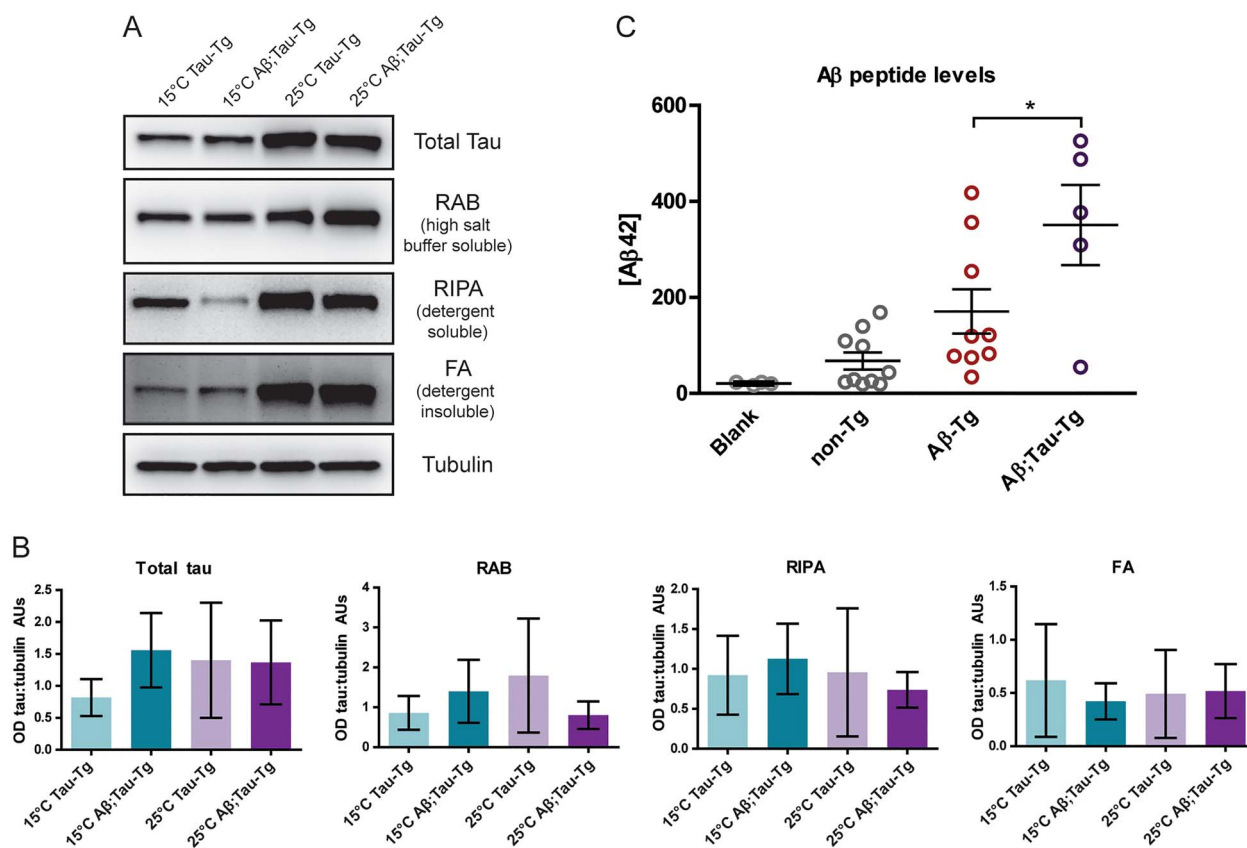 A
15°C Tau-Tg
15°C Aβ;Tau-Tg
25°C Tau-Tg
25°C Aβ;Tau-Tg
Total Tau
RAB
(high salt
buffer soluble)
RIPA
(detergent
soluble)
FA
(detergent
insoluble)
Tubulin
C
Aβ peptide levels
[Aβ42]
600
400
200
0
*
Blank
non-Tg
Aβ-Tg
Aβ;Tau-Tg
B
Total tau
OD tau:tubulin AUs
2.5
2.0
1.5
1.0
0.5
0.0
15°C Tau-Tg
15°C Aβ;Tau-Tg
25°C Tau-Tg
25°C Aβ;Tau-Tg
RAB
OD tau:tubulin AUs
4
3
2
1
0
15°C Tau-Tg
15°C Aβ;Tau-Tg
25°C Tau-Tg
25°C Aβ;Tau-Tg
RIPA
OD tau:tubulin AUs
2.0
1.5
1.0
0.5
0.0
15°C Tau-Tg
15°C Aβ;Tau-Tg
25°C Tau-Tg
25°C Aβ;Tau-Tg
FA
OD tau:tubulin AUs
1.5
1.0
0.5
0.0
15°C Tau-Tg
15°C Aβ;Tau-Tg
25°C Tau-Tg
25°C Aβ;Tau-Tg